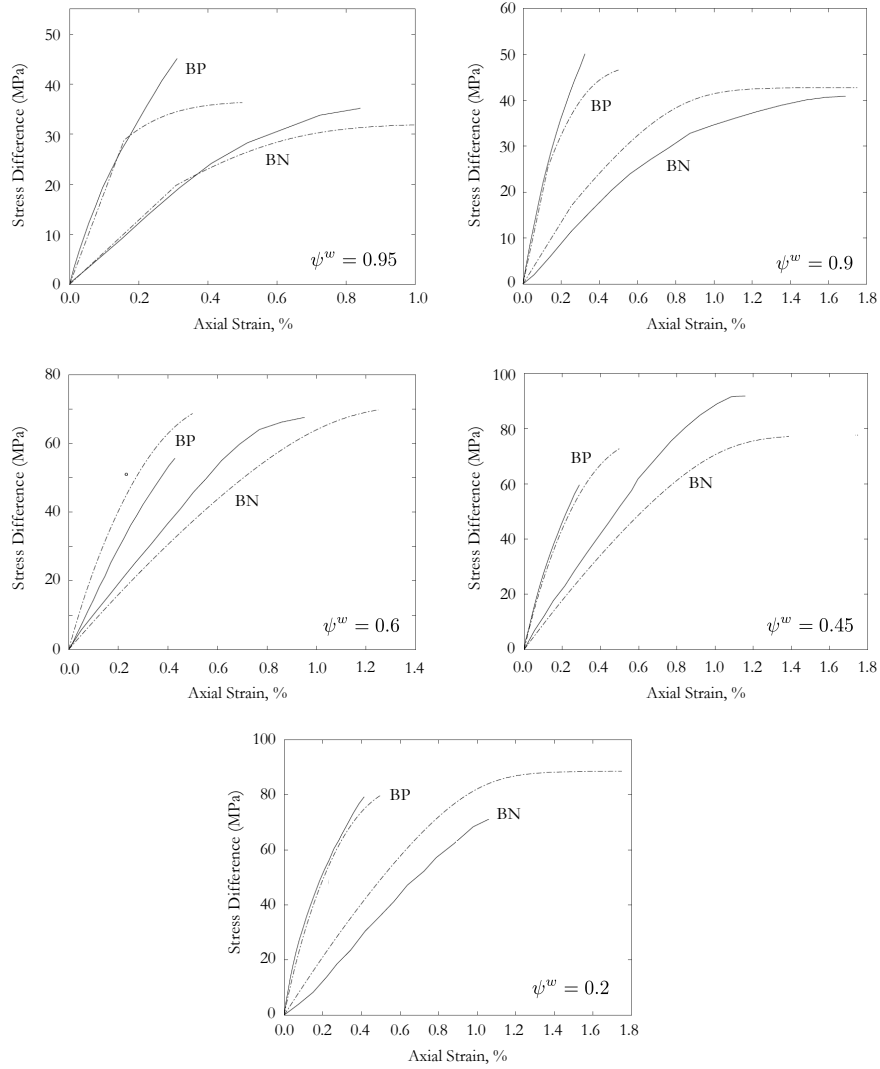 60
50
40
30
20
10
0
Stress Difference (MPa)
BP
BN
ψ^w = 0.95
0.0 0.2 0.4 0.6 0.8 1.0
Axial Strain, %
60
50
40
30
20
10
0
Stress Difference (MPa)
BP
BN
ψ^w = 0.9
0.0 0.2 0.4 0.6 0.8 1.0 1.2 1.4 1.6 1.8
Axial Strain, %
80
60
40
20
0
Stress Difference (MPa)
BP
BN
ψ^w = 0.6
0.0 0.2 0.4 0.6 0.8 1.0 1.2 1.4
Axial Strain, %
100
80
60
40
20
0
Stress Difference (MPa)
BP
BN
ψ^w = 0.45
0.0 0.2 0.4 0.6 0.8 1.0 1.2 1.4 1.6 1.8
Axial Strain, %
100
80
60
40
20
0
Stress Difference (MPa)
BP
BN
ψ^w = 0.2
0.0 0.2 0.4 0.6 0.8 1.0 1.2 1.4 1.6 1.8
Axial Strain, %